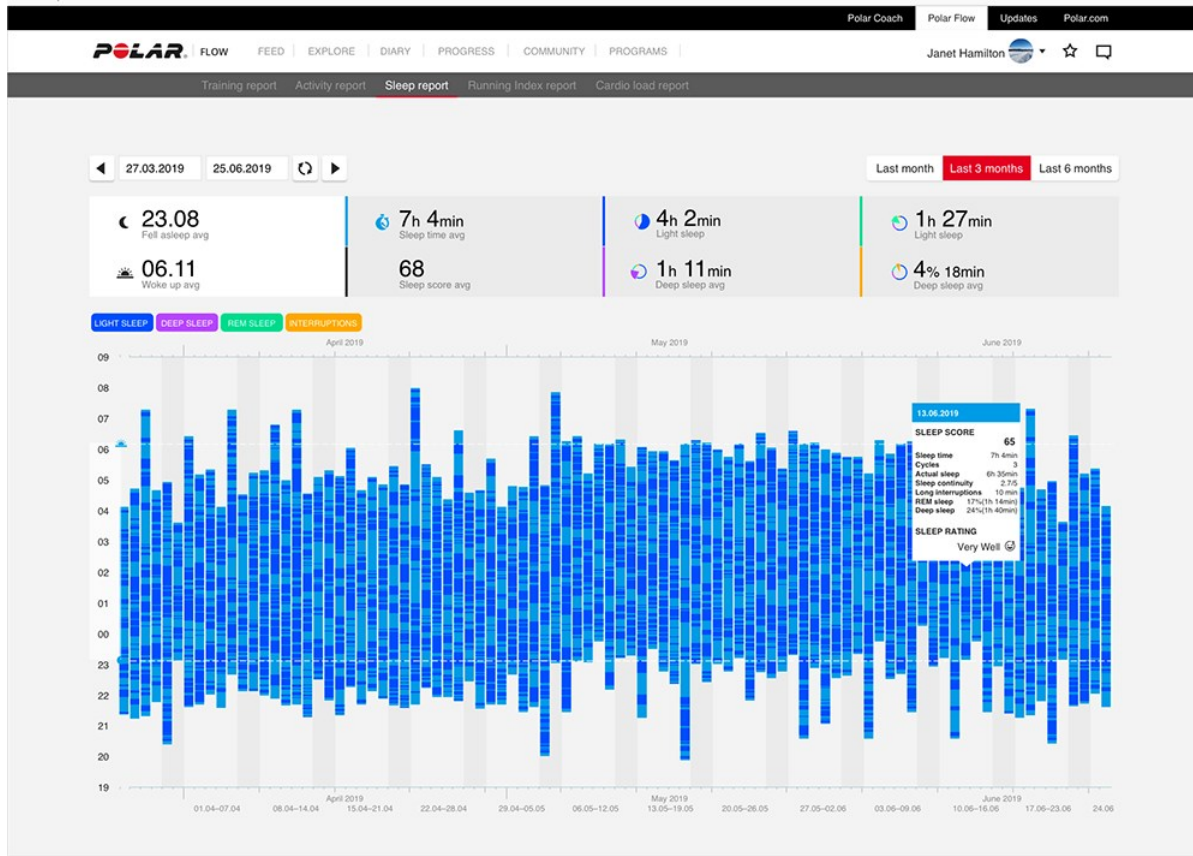 Polar Coach Polar Flow Updates Polar.com
POLAR. FLOW FEED EXPLORE DIARY PROGRESS COMMUNITY PROGRAMS Janet Hamilton
Training report Activity report Sleep report Running Index report Cardio load report
27.03.2019 25.06.2019 Last month Last 3 months Last 6 months
23.08 7h 4min 4h 2min 1h 27min
Fell asleep avg Sleep time avg Light sleep Light sleep
06.11 68 1h 11min 4% 18min
Woke up avg Sleep score avg Deep sleep avg Deep sleep avg
LIGHT SLEEP DEEP SLEEP REM SLEEP INTERRUPTIONS
April 2019 May 2019 June 2019
09
08
07
06
05
04
03
02
01
00
23
22
21
20
19
13.06.2019
SLEEP SCORE
65
Sleep time 7h 4min
Cycles 3
Actual sleep 6h 35min
Sleep continuity 2.7/5
Long interruptions 10 min
REM sleep 17%(1h 14min)
Deep sleep 24%(1h 40min)
SLEEP RATING
Very Well
April 2019 May 2019 June 2019
01.04–07.04 08.04–14.04 15.04–21.04 22.04–28.04 29.04–05.05 06.05–12.05 13.05–19.05 20.05–26.05 27.05–02.06 03.06–09.06 10.06–16.06 17.06–23.06 24.06